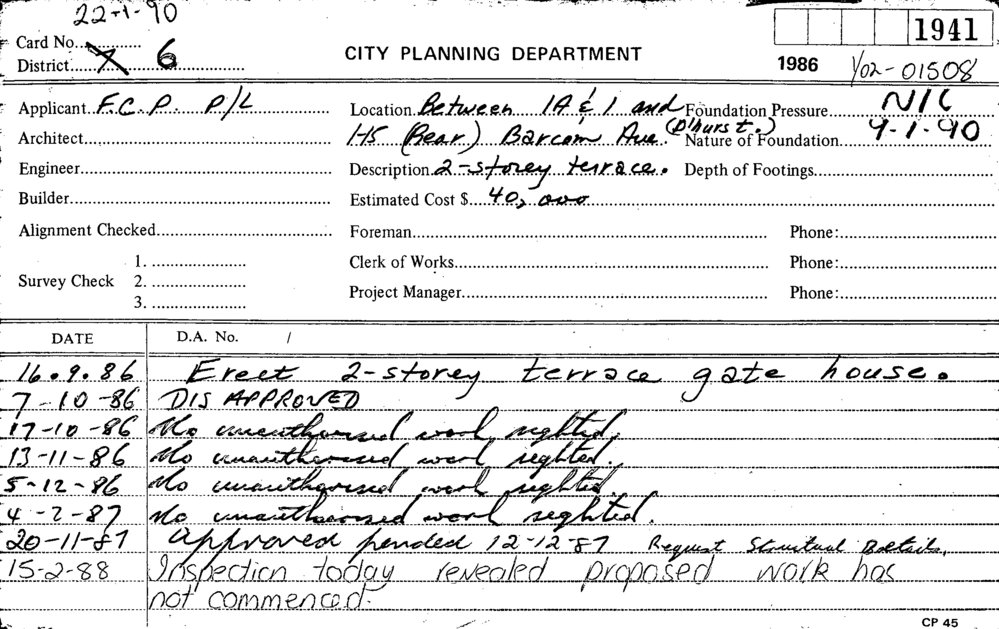 22-1-90
Card No. 1941
District 7 6
CITY PLANNING DEPARTMENT
1986 Y02-01508
Applicant F.C.P. P/L Location Between 1A & 1 and Foundation Pressure N/C
Architect 115 (Rear) Barcom Ave. (D'hurst.) Nature of Foundation 9-1-90
Engineer Description 2-storey terrace. Depth of Footings
Builder Estimated Cost $ 40,000
Alignment Checked Foreman Phone:
1. Clerk of Works Phone:
Survey Check 2.
3. Project Manager Phone:
DATE D.A. No. /
16.9.86 Erect 2-storey terrace gate house.
7-10-86 DISAPPROVED
17-10-86 No unauthorised work sighted.
13-11-86 No unauthorised work sighted.
5-12-86 No unauthorised work sighted.
4-2-87 No unauthorised work sighted.
20-11-87 Approved pended 12-12-87 Request Structural Details.
15-2-88 Inspection today revealed proposed work has
not commenced.
CP 45